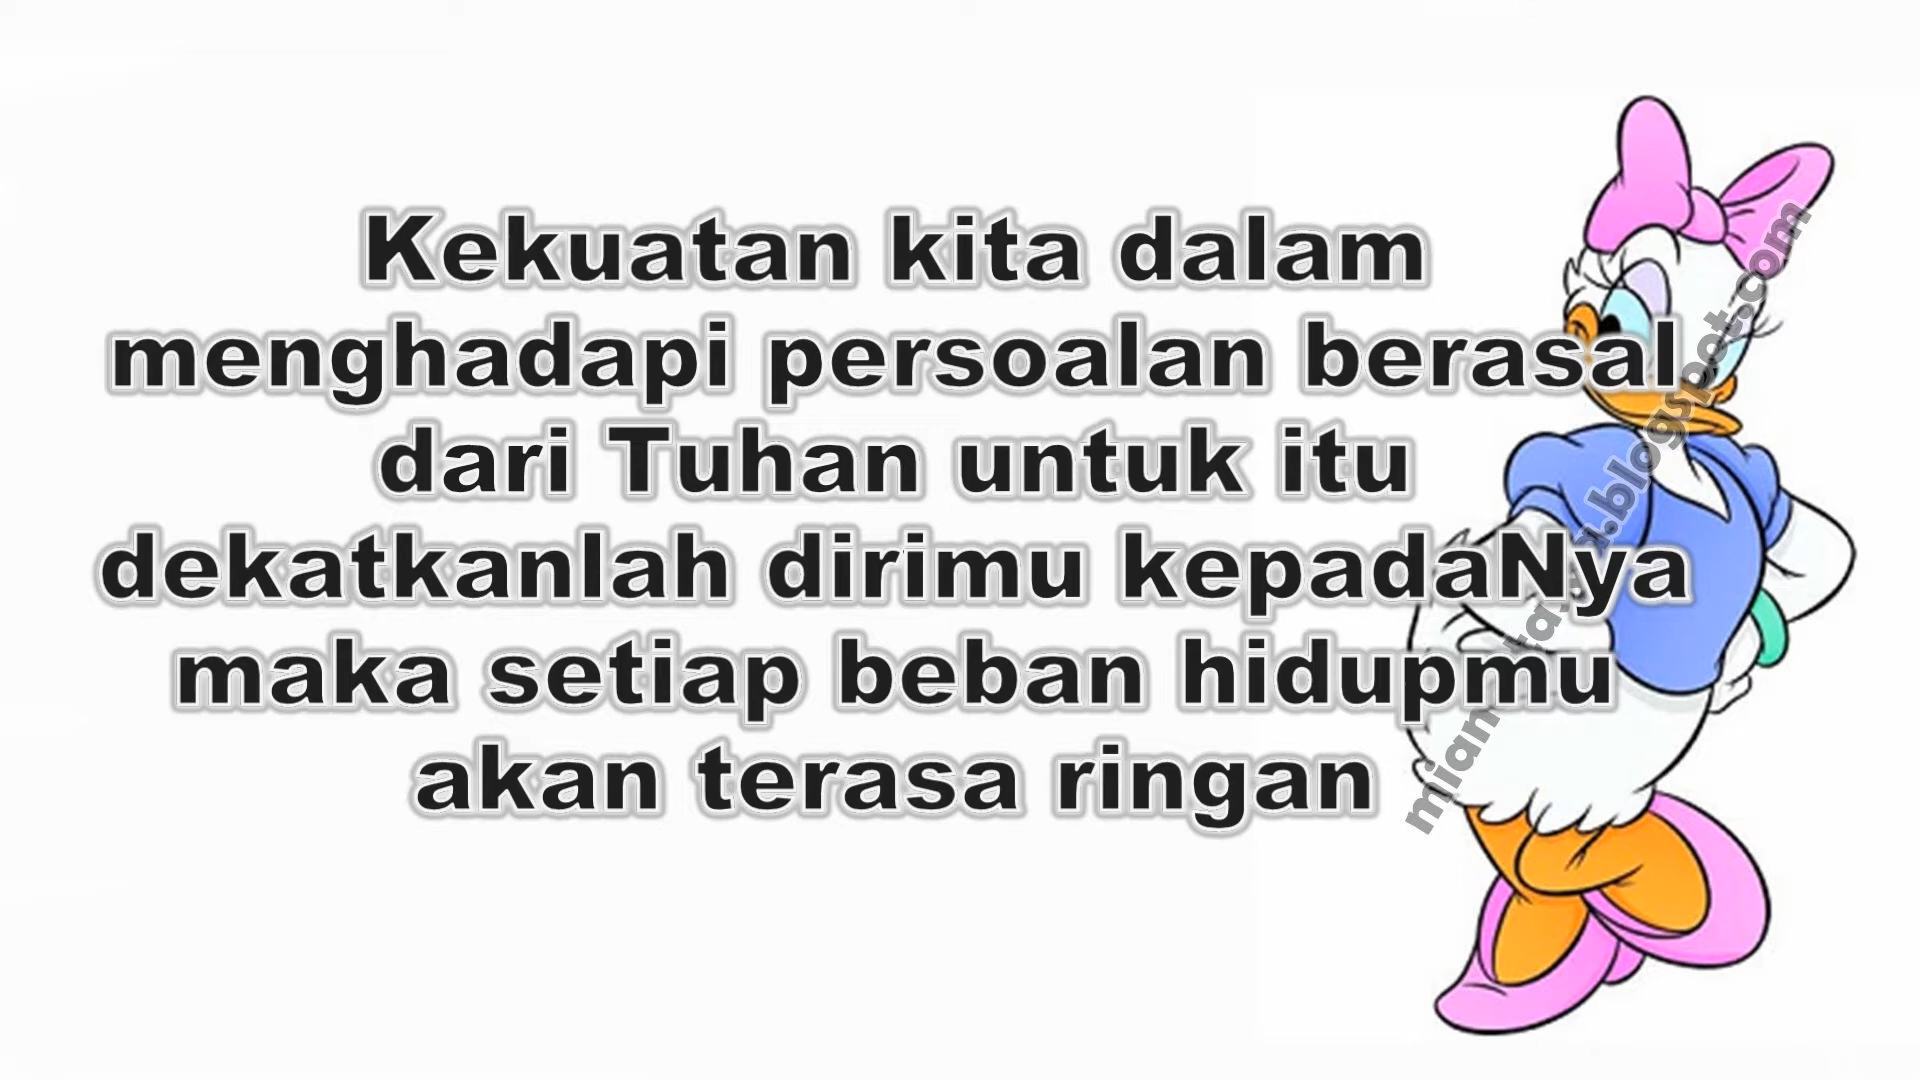 Kekuatan kita dalam
menghadapi persoalan berasal
dari Tuhan untuk itu
dekatkanlah dirimu kepadaNya
maka setiap beban hidupmu
akan terasa ringan